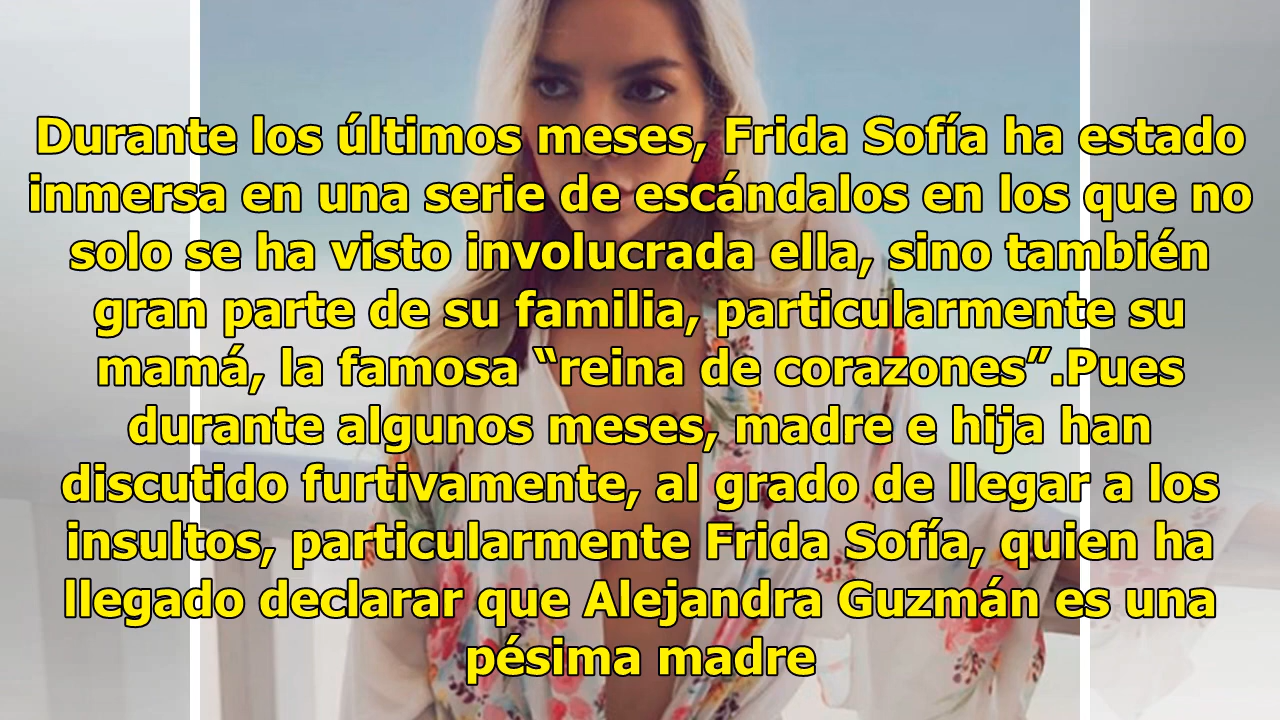 Durante los últimos meses, Frida Sofía ha estado
inmersa en una serie de escándalos en los que no
solo se ha visto involucrada ella, sino también
gran parte de su familia, particularmente su
mamá, la famosa “reina de corazones”.Pues
durante algunos meses, madre e hija han
discutido furtivamente, al grado de llegar a los
insultos, particularmente Frida Sofía, quien ha
llegado declarar que Alejandra Guzmán es una
pésima madre